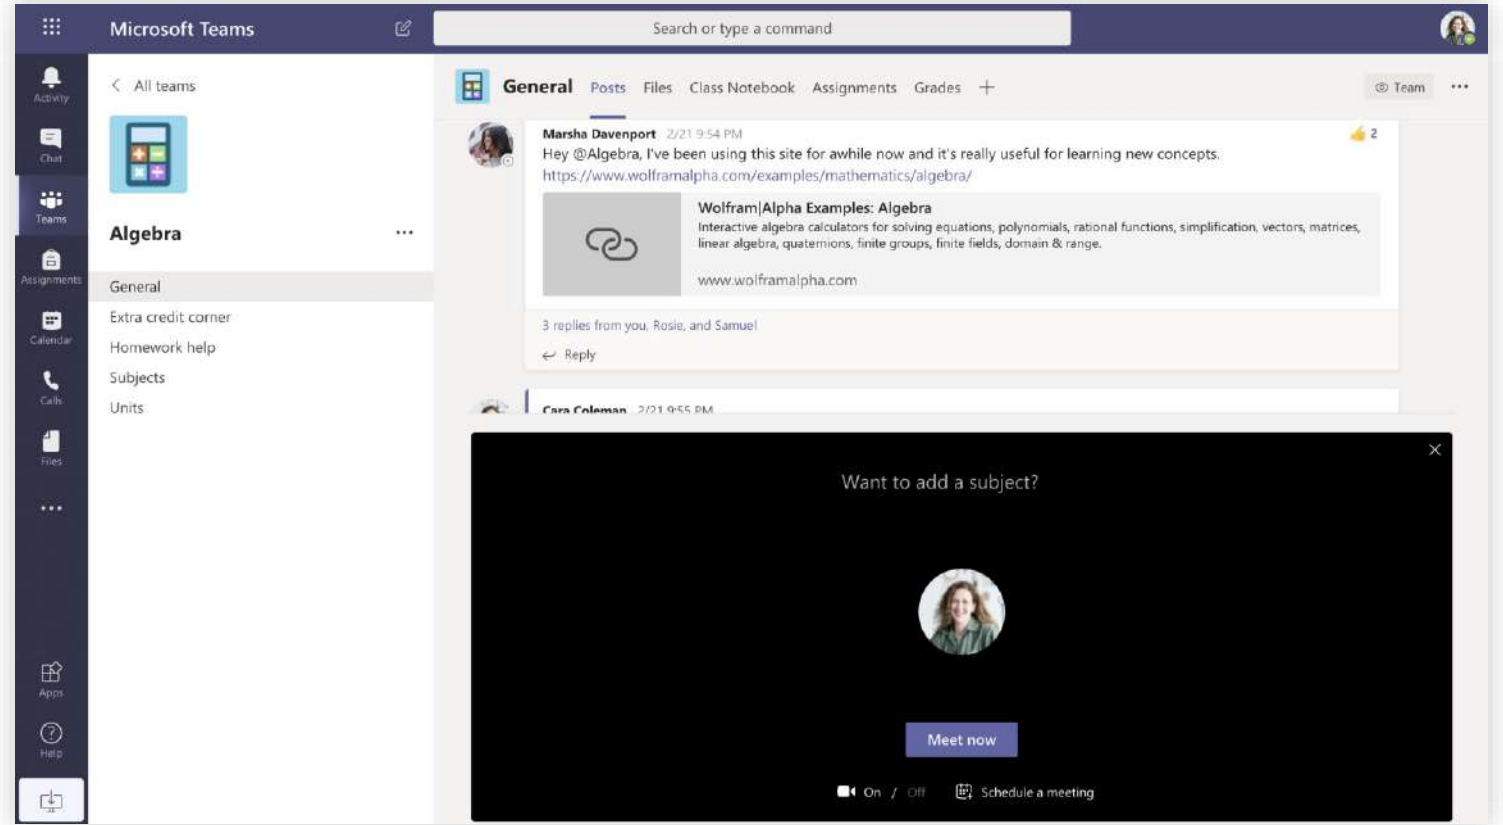 Microsoft Teams
Search or type a command
Activity
Chat
Teams
Assignments
Calendar
Calls
Files
Apps
Help
All teams
Algebra
General
Extra credit corner
Homework help
Subjects
Units
General Posts Files Class Notebook Assignments Grades
Team
Marsha Davenport 2/21 9:54 PM
2
Hey @Algebra, I've been using this site for awhile now and it's really useful for learning new concepts.
https://www.wolframalpha.com/examples/mathematics/algebra/
Wolfram|Alpha Examples: Algebra
Interactive algebra calculators for solving equations, polynomials, rational functions, simplification, vectors, matrices,
linear algebra, quaternions, finite groups, finite fields, domain & range.
www.wolframalpha.com
3 replies from you, Rosie, and Samuel
Reply
Cara Coleman 2/21 9:55 PM
Want to add a subject?
Meet now
On / Off Schedule a meeting